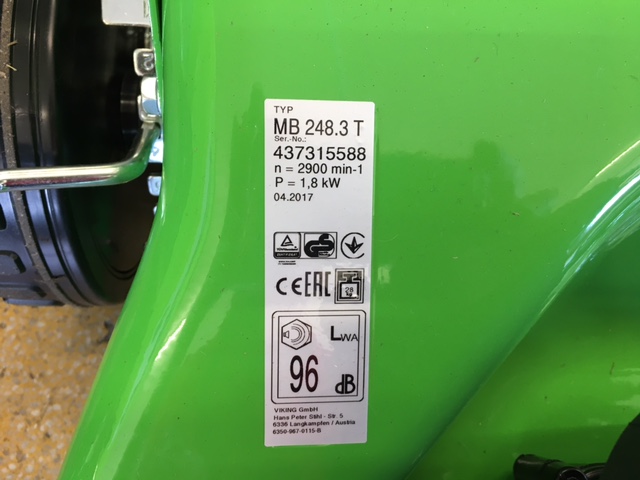 TYP
MB 248.3 T
Ser.-No.:
437315588
n = 2900 min-1
P = 1,8 kW
04.2017
CE EAC
28
LWA
96 dB
VIKING GmbH
Hans Peter Stihl - Str. 5
6336 Langkampfen / Austria
6350-967-0115-B